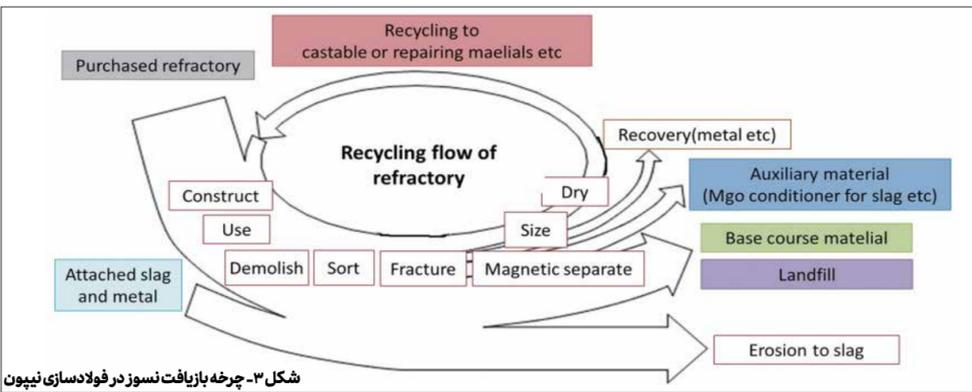 Recycling to
castable or repairing maelials etc
Purchased refractory
Recycling flow of
refractory
Recovery(metal etc)
Auxiliary material
(Mgo conditioner for slag etc)
Construct
Dry
Use
Size
Base course matelial
Demolish
Sort
Fracture
Magnetic separate
Landfill
Attached slag
and metal
Erosion to slag
شکل ۳- چرخه بازیافت نسوز در فولادسازی نیپون